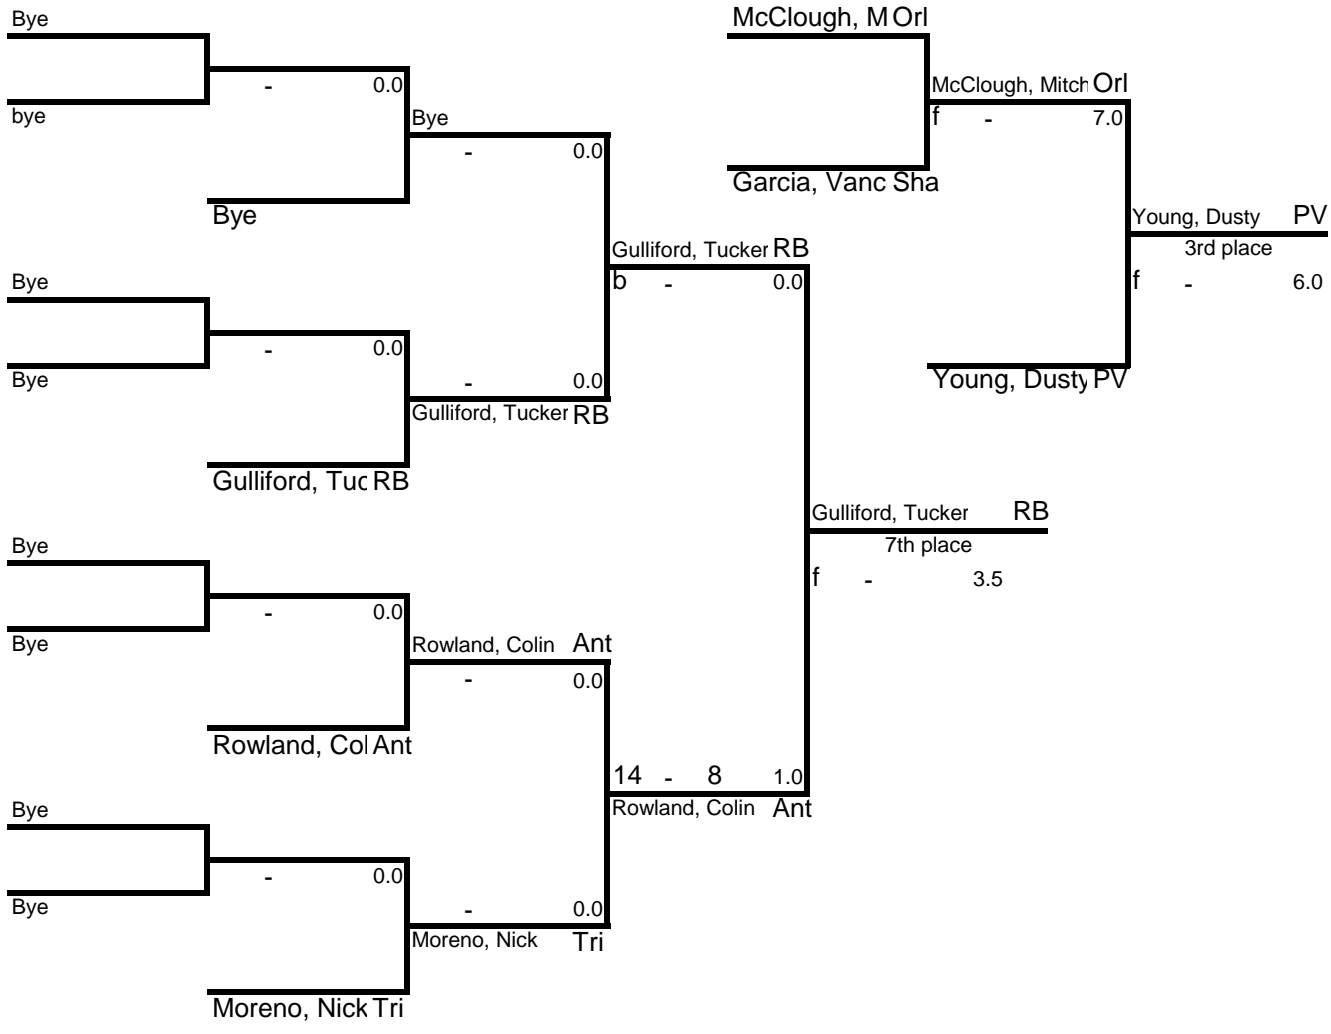 Bye
McClough, M Orl
- 0.0
McClough, Mitch Orl
bye
Bye
f - 7.0
- 0.0
Garcia, Vanc Sha
Bye
Young, Dusty PV
Gulliford, Tucker RB
3rd place
Bye
b - 0.0
f - 6.0
- 0.0
Bye
- 0.0
Young, Dusty PV
Gulliford, Tucker RB
Gulliford, Tuc RB
Gulliford, Tucker RB
Bye
7th place
f - 3.5
- 0.0
Bye
Rowland, Colin Ant
- 0.0
Rowland, Col Ant
14 - 8 1.0
Bye
Rowland, Colin Ant
- 0.0
Bye
- 0.0
Moreno, Nick Tri
Moreno, Nick Tri